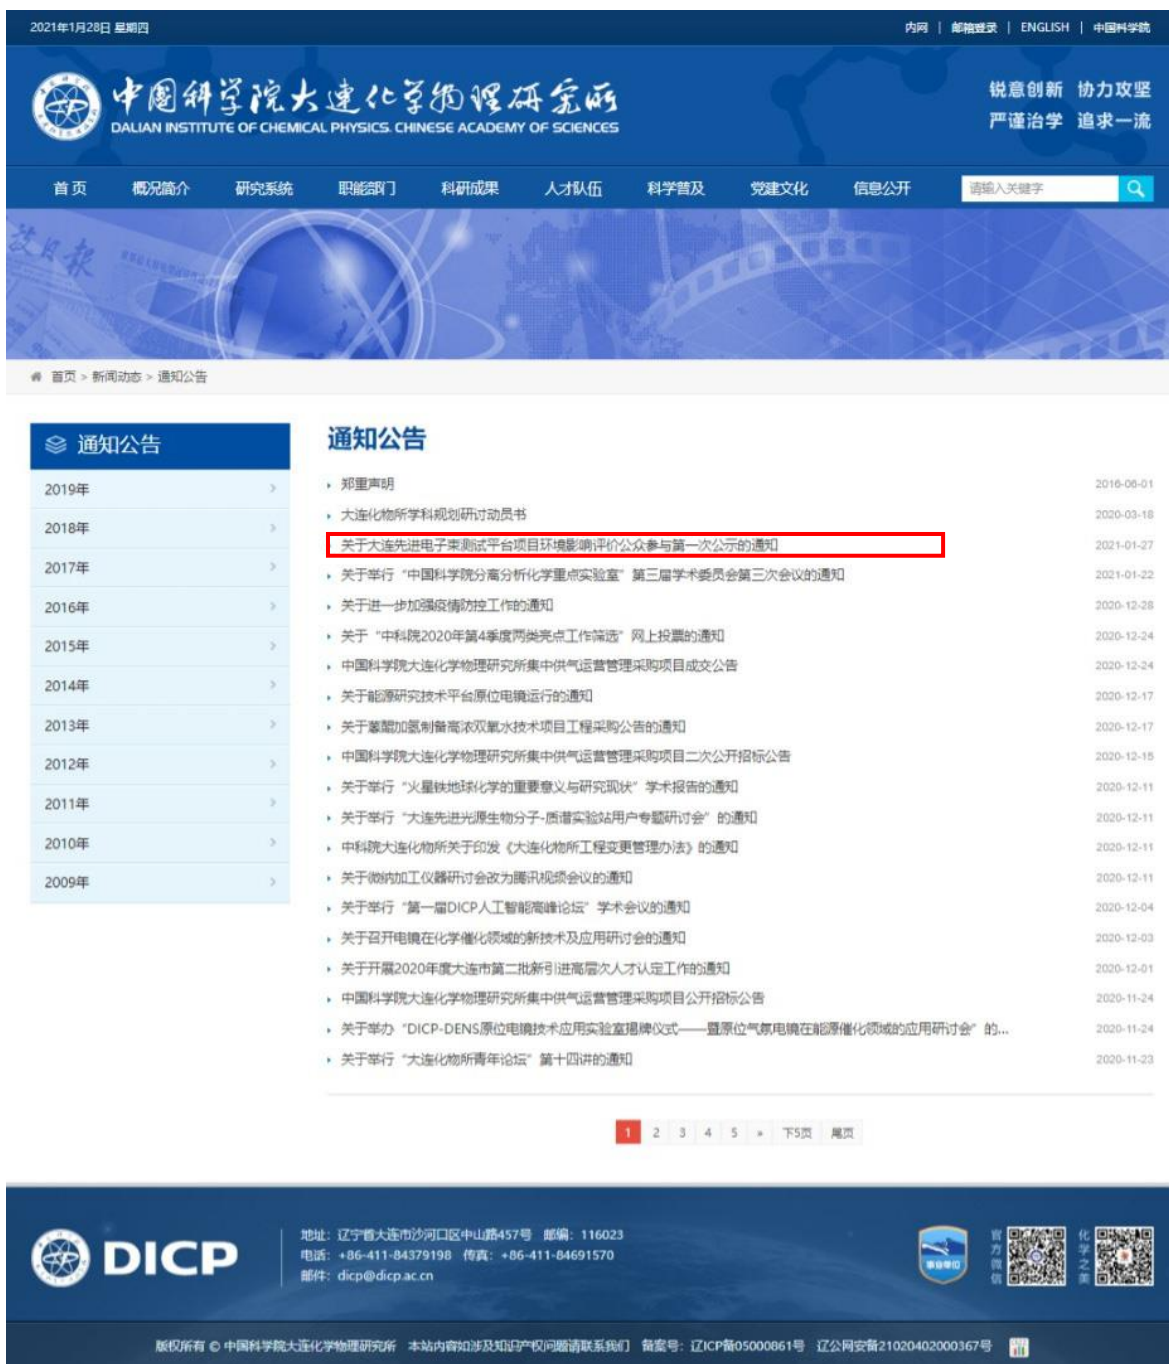 2021年1月28日 星期四
内网 | 邮箱登录 | ENGLISH | 中国科学院
中国科学院大连化学物理研究所
DALIAN INSTITUTE OF CHEMICAL PHYSICS. CHINESE ACADEMY OF SCIENCES
锐意创新 协力攻坚
严谨治学 追求一流
首页 概况简介 研究系统 职能部门 科研成果 人才队伍 科学普及 党建文化 信息公开 请输入关键字
首页 > 新闻动态 > 通知公告
通知公告
2019年
2018年
2017年
2016年
2015年
2014年
2013年
2012年
2011年
2010年
2009年
通知公告
郑重声明 2016-06-01
大连化物所学科规划研讨动员书 2020-03-18
关于大连先进电子束测试平台项目环境影响评价公众参与第一次公示的通知 2021-01-27
关于举行“中国科学院分离分析化学重点实验室”第三届学术委员会第三次会议的通知 2021-01-22
关于进一步加强疫情防控工作的通知 2020-12-28
关于“中科院2020年第4季度两类亮点工作筛选”网上投票的通知 2020-12-24
中国科学院大连化学物理研究所集中供气运营管理采购项目成交公告 2020-12-24
关于能源研究技术平台原位电镜运行的通知 2020-12-17
关于蒽醌加氢制备高浓双氧水技术项目工程采购公告的通知 2020-12-17
中国科学院大连化学物理研究所集中供气运营管理采购项目二次公开招标公告 2020-12-15
关于举行“火星铁地球化学的重要意义与研究现状”学术报告的通知 2020-12-11
关于举行“大连先进光源生物分子-质谱实验站用户专题研讨会”的通知 2020-12-11
中科院大连化物所关于印发《大连化物所工程变更管理办法》的通知 2020-12-11
关于微纳加工仪器研讨会改为腾讯视频会议的通知 2020-12-11
关于举行“第一届DICP人工智能高峰论坛”学术会议的通知 2020-12-04
关于召开电镜在化学催化领域的新技术及应用研讨会的通知 2020-12-03
关于开展2020年度大连市第二批新引进高层次人才认定工作的通知 2020-12-01
中国科学院大连化学物理研究所集中供气运营管理采购项目公开招标公告 2020-11-24
关于举办“DICP-DENS原位电镜技术应用实验室揭牌仪式——暨原位气氛电镜在能源催化领域的应用研讨会”的... 2020-11-24
关于举行“大连化物所青年论坛”第十四讲的通知 2020-11-23
1 2 3 4 5 » 下5页 尾页
DICP
地址：辽宁省大连市沙河口区中山路457号 邮编：116023
电话：+86-411-84379198 传真：+86-411-84691570
邮件：dicp@dicp.ac.cn
事业单位
官方微信
化学之美
版权所有 © 中国科学院大连化学物理研究所 本站内容如涉及知识产权问题请联系我们 备案号：辽ICP备05000861号 辽公网安备21020402000367号